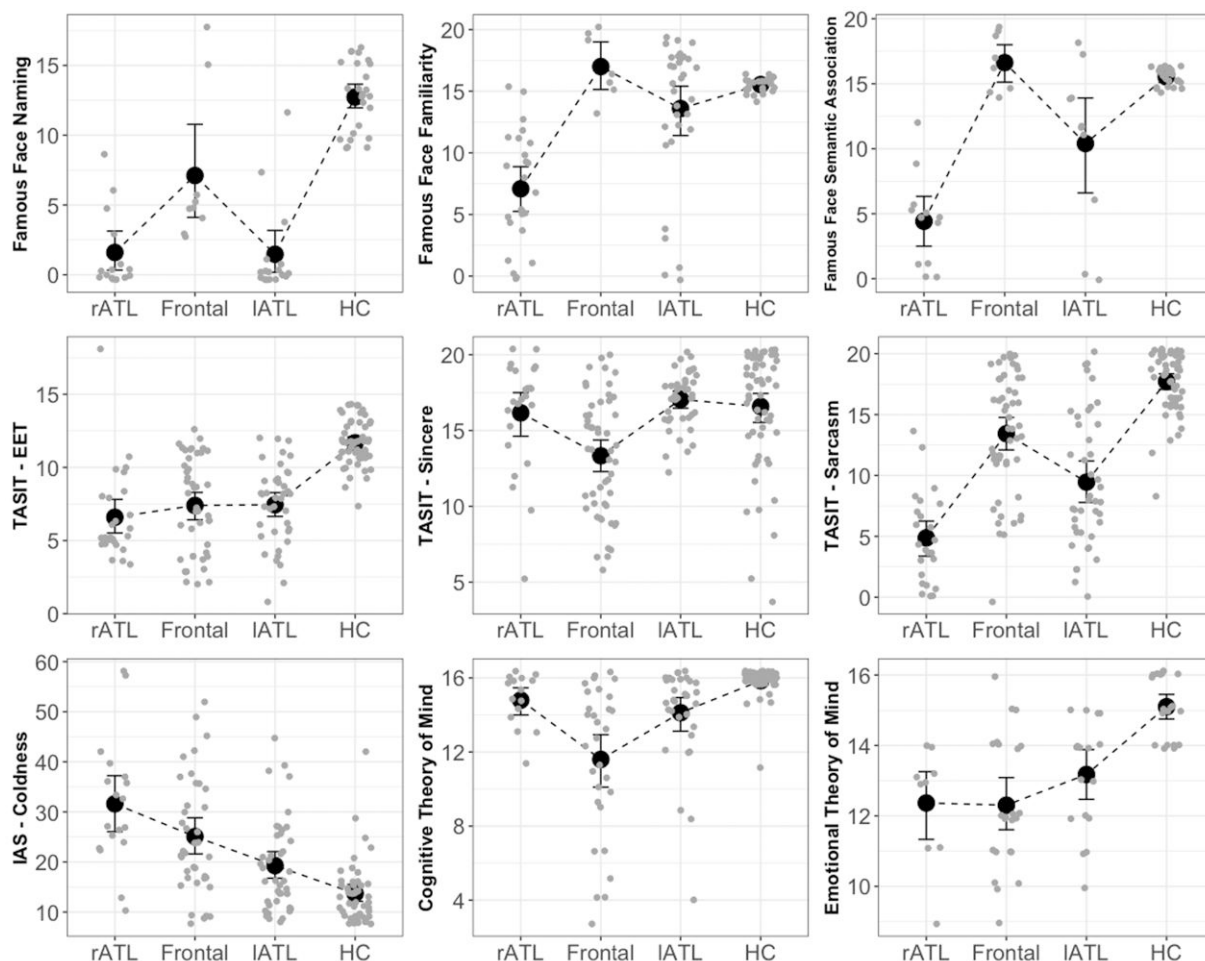 Famous Face Naming
15
10
5
0
rATL Frontal lATL HC
Famous Face Familiarity
20
15
10
5
0
rATL Frontal lATL HC
Famous Face Semantic Association
20
15
10
5
0
rATL Frontal lATL HC
TASIT - EET
15
10
5
0
rATL Frontal lATL HC
TASIT - Sincere
20
15
10
5
rATL Frontal lATL HC
TASIT - Sarcasm
20
15
10
5
0
rATL Frontal lATL HC
IAS - Coldness
60
50
40
30
20
10
rATL Frontal lATL HC
Cognitive Theory of Mind
16
12
8
4
rATL Frontal lATL HC
Emotional Theory of Mind
16
14
12
10
rATL Frontal lATL HC